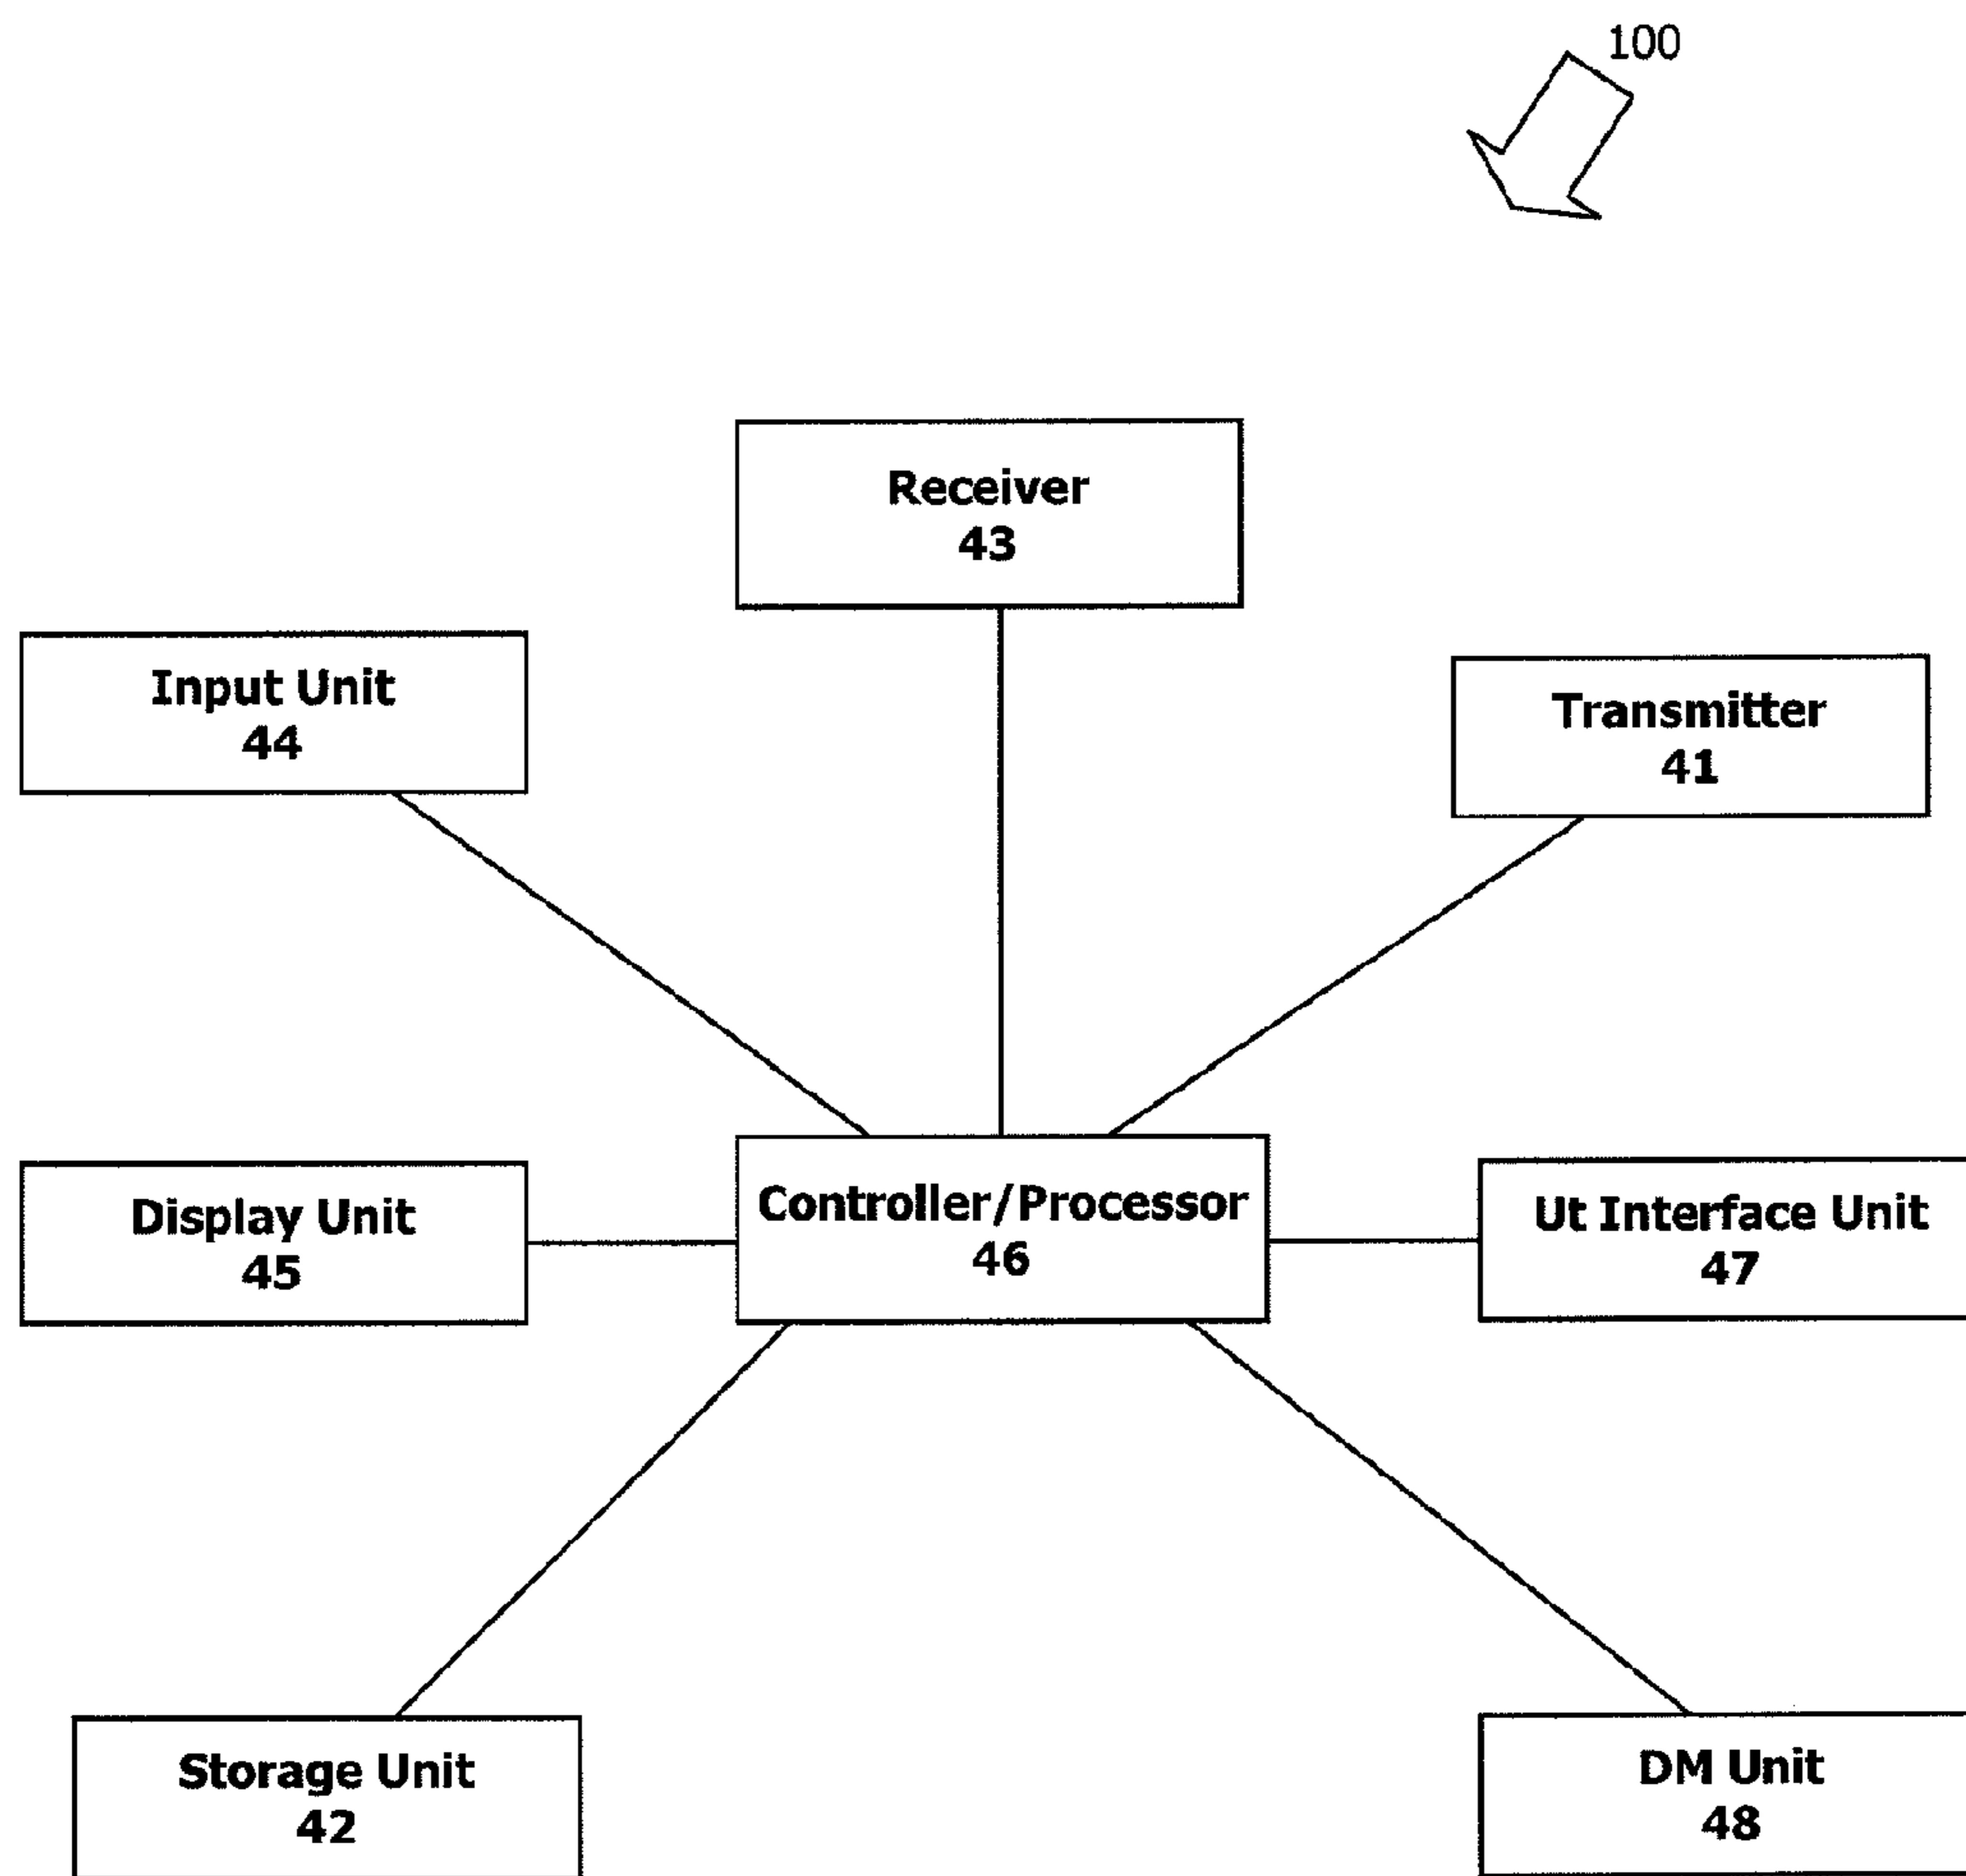 100
Receiver
43
Input Unit
44
Transmitter
41
Display Unit
45
Controller/Processor
46
Ut Interface Unit
47
Storage Unit
42
DM Unit
48